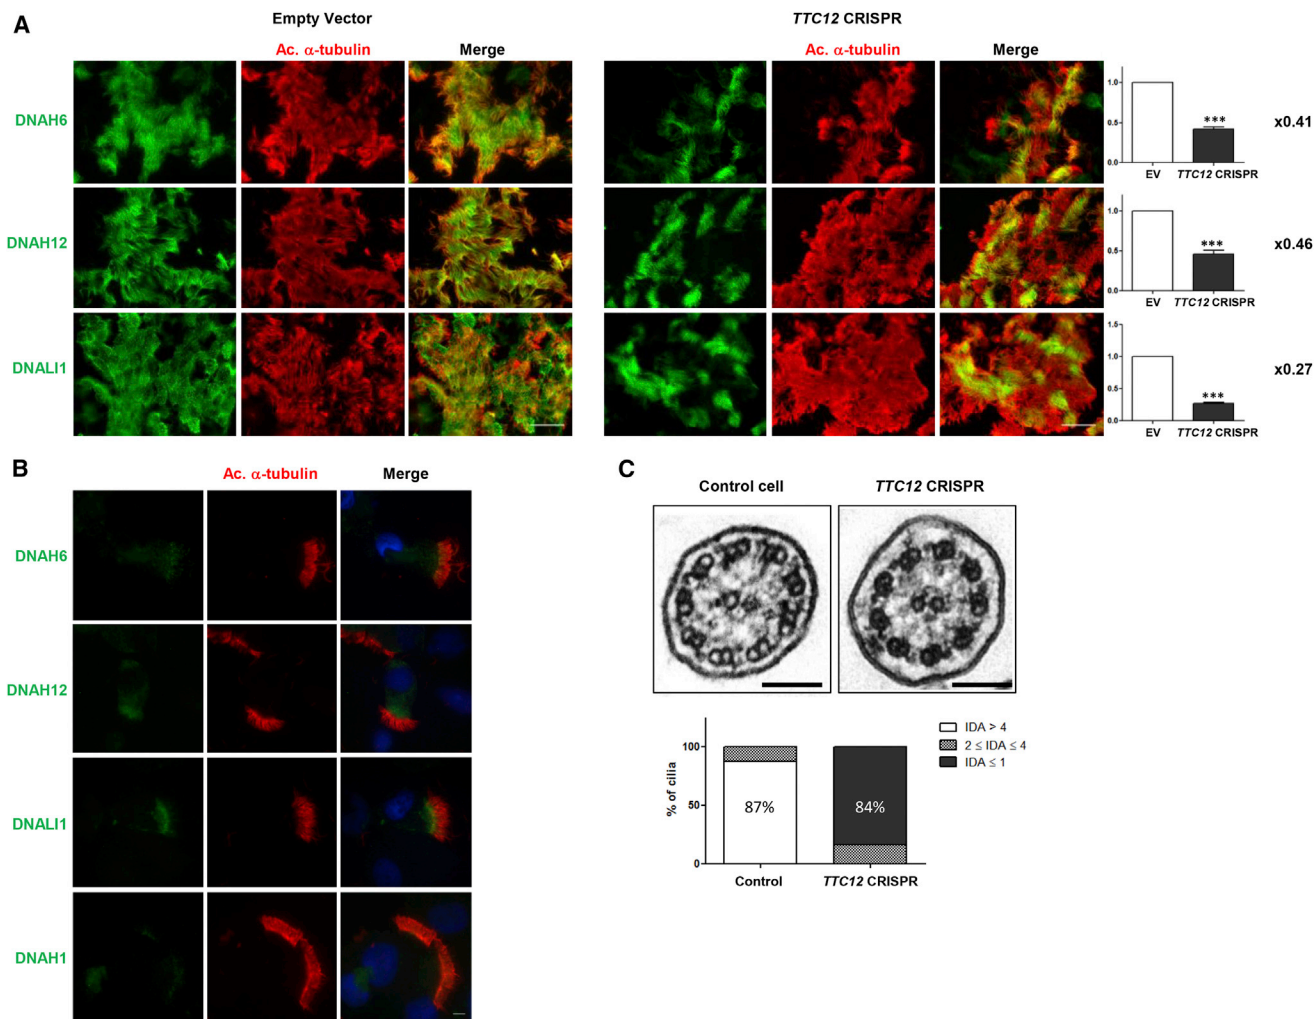 A
Empty Vector
TTC12 CRISPR
Ac. α-tubulin
Merge
Ac. α-tubulin
Merge
DNAH6
1.0
0.5
0.0
***
EV
TTC12 CRISPR
x0.41
DNAH12
1.0
0.5
0.0
***
EV
TTC12 CRISPR
x0.46
DNALI1
1.5
1.0
0.5
0.0
***
EV
TTC12 CRISPR
x0.27
B
Ac. α-tubulin
Merge
DNAH6
DNAH12
DNALI1
DNAH1
C
Control cell
TTC12 CRISPR
% of cilia
100
50
0
87%
84%
Control
TTC12 CRISPR
IDA > 4
2 ≤ IDA ≤ 4
IDA ≤ 1